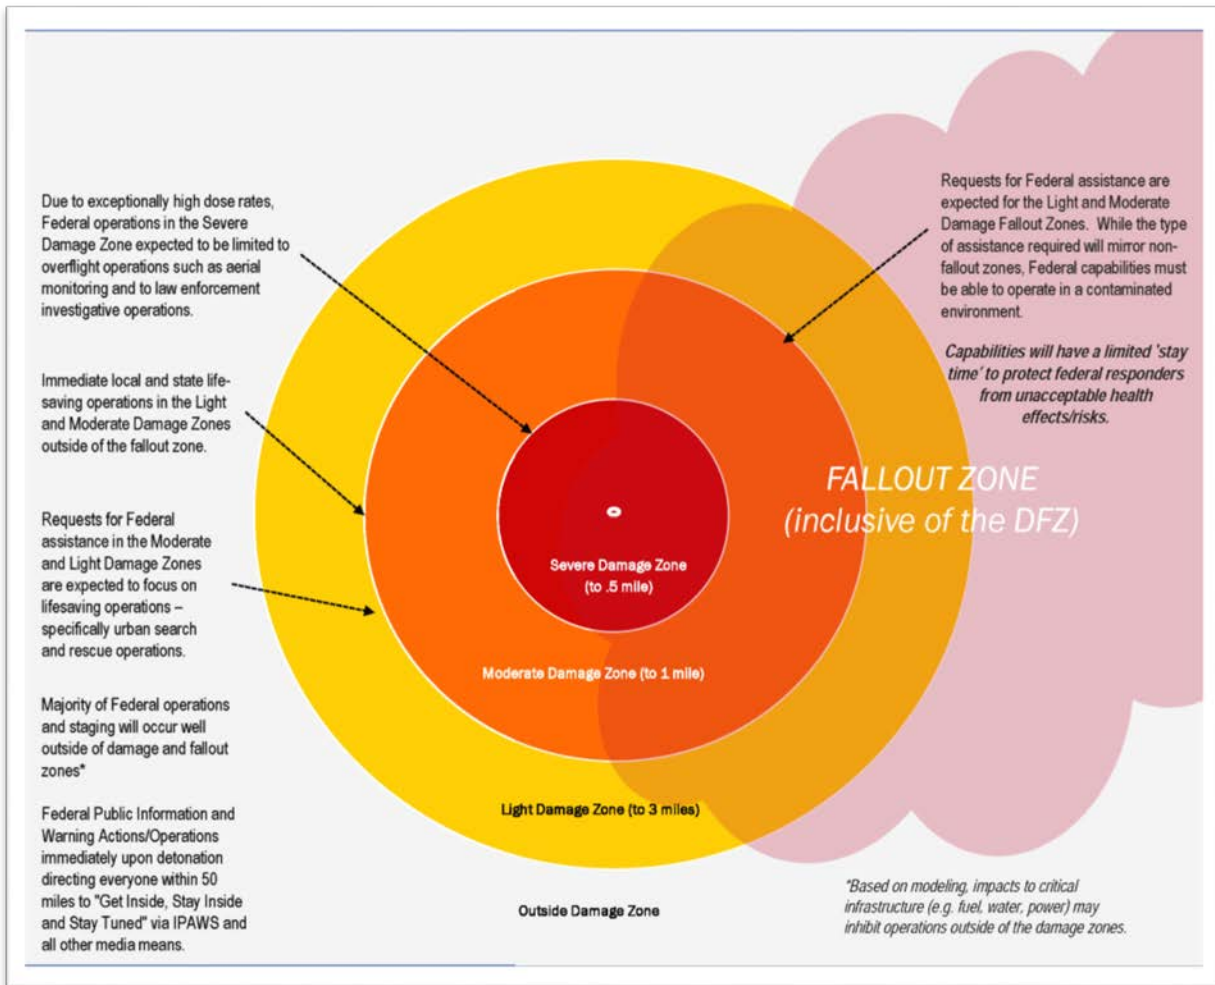 Due to exceptionally high dose rates,
Federal operations in the Severe
Damage Zone expected to be limited to
overflight operations such as aerial
monitoring and to law enforcement
investigative operations.
Immediate local and state life-
saving operations in the Light
and Moderate Damage Zones
outside of the fallout zone.
Requests for Federal
assistance in the Moderate
and Light Damage Zones
are expected to focus on
lifesaving operations –
specifically urban search
and rescue operations.
Majority of Federal operations
and staging will occur well
outside of damage and fallout
zones*
Federal Public Information and
Warning Actions/Operations
immediately upon detonation
directing everyone within 50
miles to "Get Inside, Stay Inside
and Stay Tuned" via IPAWS and
all other media means.
Severe Damage Zone
(to .5 mile)
Moderate Damage Zone (to 1 mile)
Light Damage Zone (to 3 miles)
Outside Damage Zone
Requests for Federal assistance are
expected for the Light and Moderate
Damage Fallout Zones. While the type
of assistance required will mirror non-
fallout zones, Federal capabilities must
be able to operate in a contaminated
environment.
Capabilities will have a limited 'stay
time' to protect federal responders
from unacceptable health
effects/risks.
FALLOUT ZONE
(inclusive of the DFZ)
*Based on modeling, impacts to critical
infrastructure (e.g. fuel, water, power) may
inhibit operations outside of the damage zones.